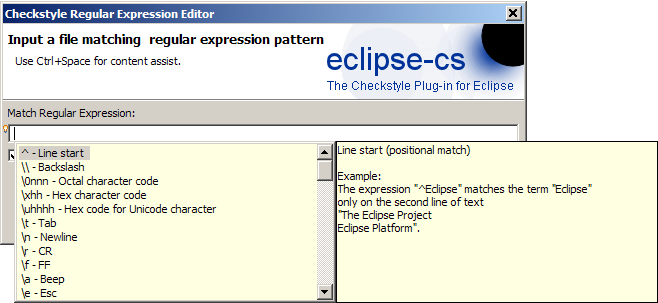 Checkstyle Regular Expression Editor
Input a file matching regular expression pattern
Use Ctrl+Space for content assist.
eclipse-cs
The Checkstyle Plug-in for Eclipse
Match Regular Expression:
^ - Line start
\\ - Backslash
\0nnn - Octal character code
\xhh - Hex character code
\uhhhh - Hex code for Unicode character
\t - Tab
\n - Newline
\r - CR
\f - FF
\a - Beep
\e - Esc
Line start (positional match)
Example:
The expression "^Eclipse" matches the term "Eclipse"
only on the second line of text
"The Eclipse Project
Eclipse Platform".